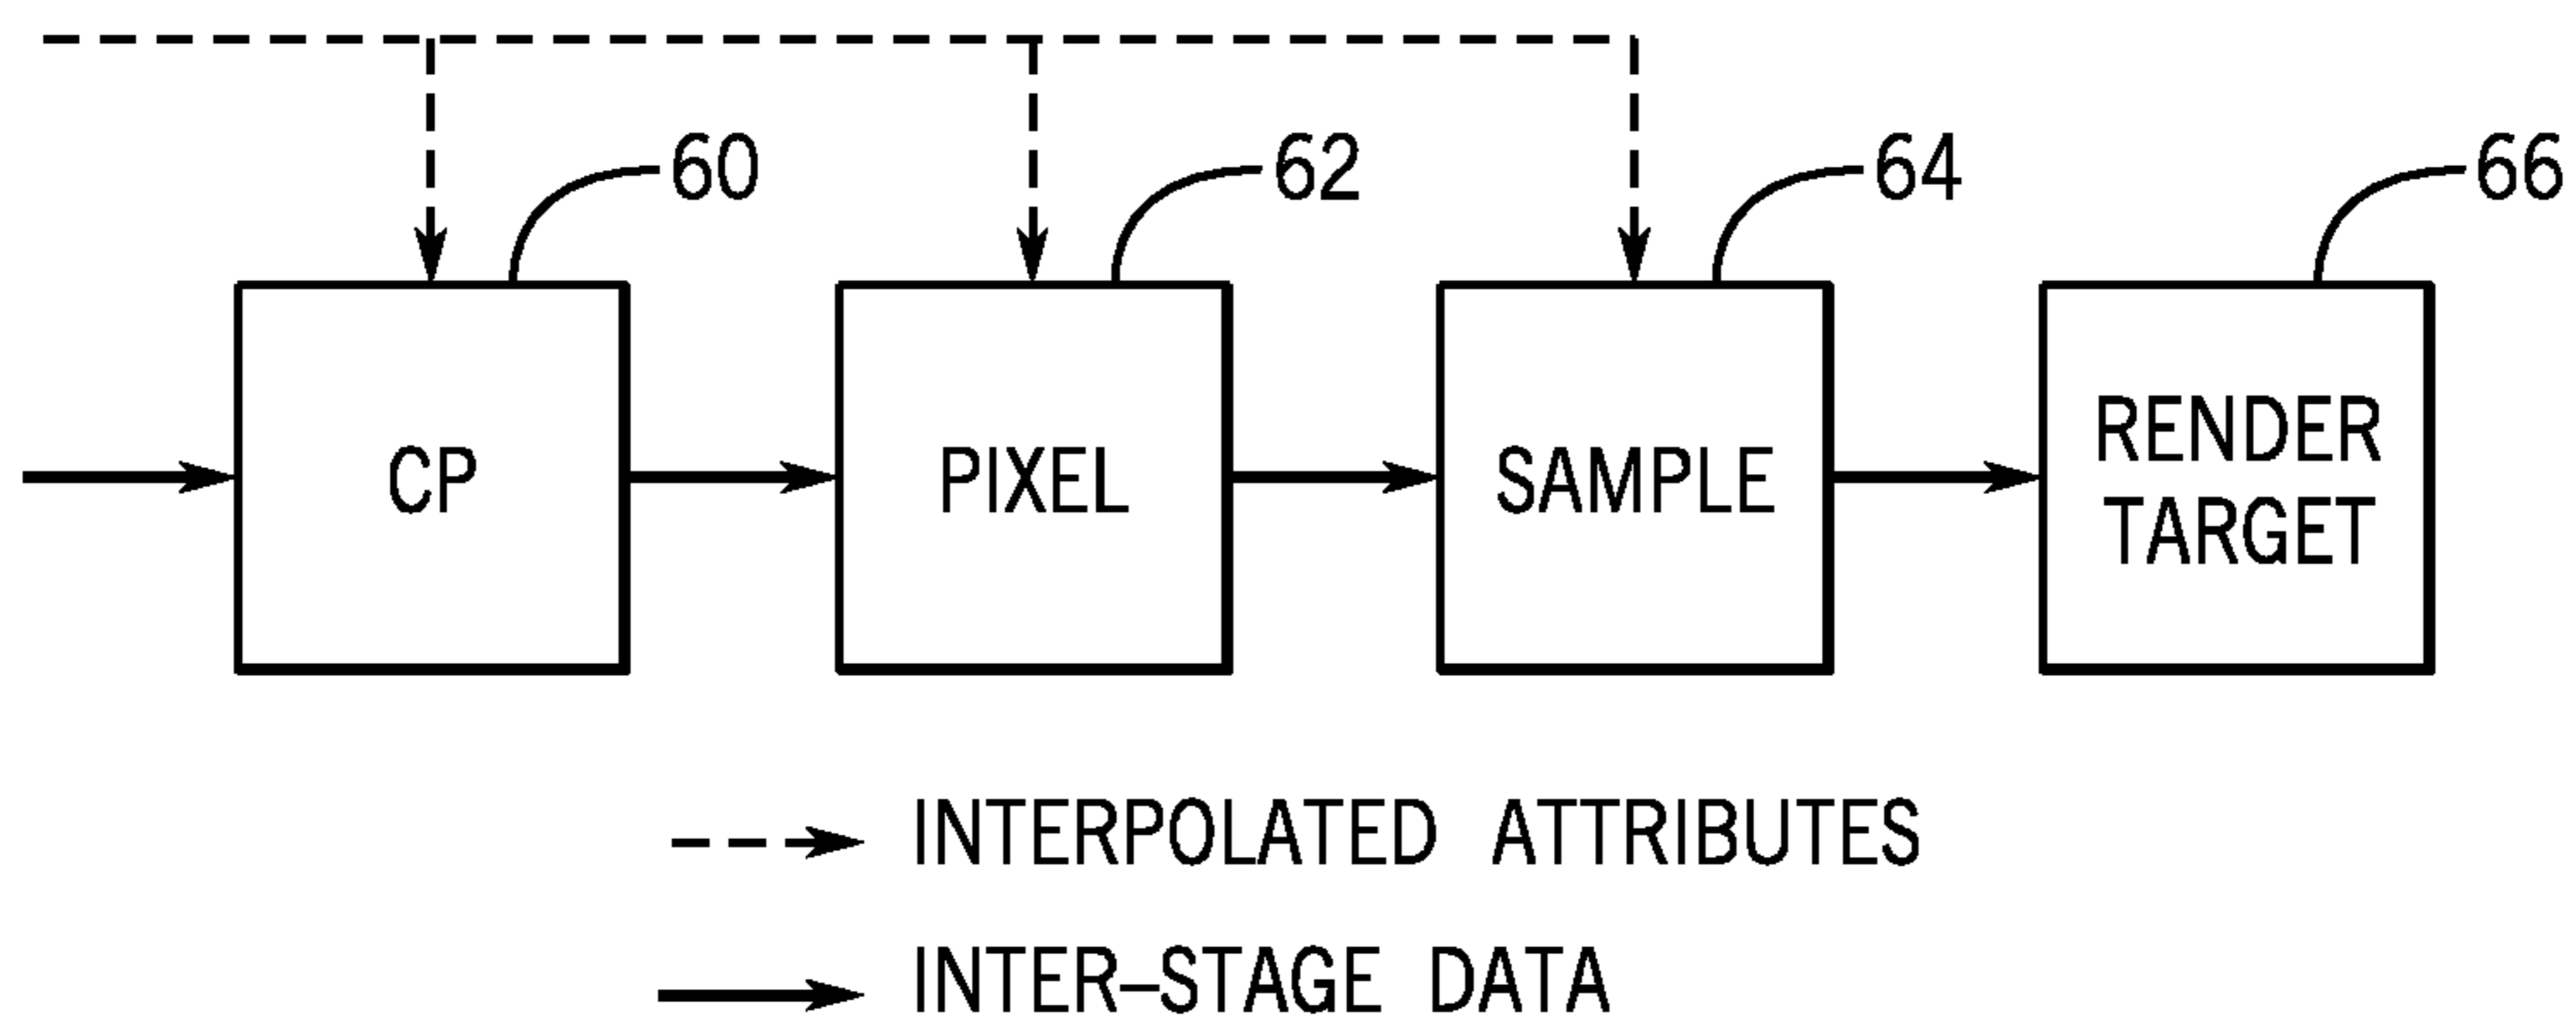 60
62
64
66
CP
PIXEL
SAMPLE
RENDER
TARGET
INTERPOLATED ATTRIBUTES
INTER–STAGE DATA